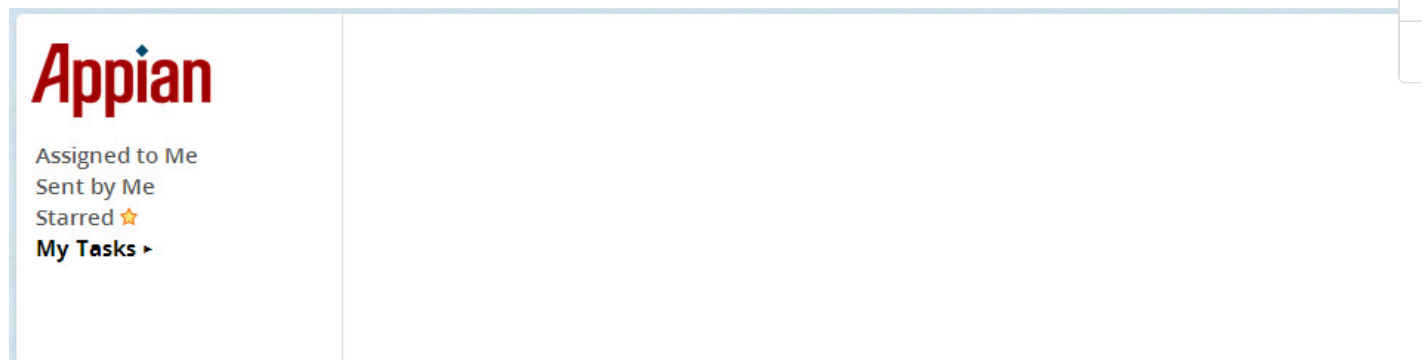 Appian
Assigned to Me
Sent by Me
Starred
My Tasks